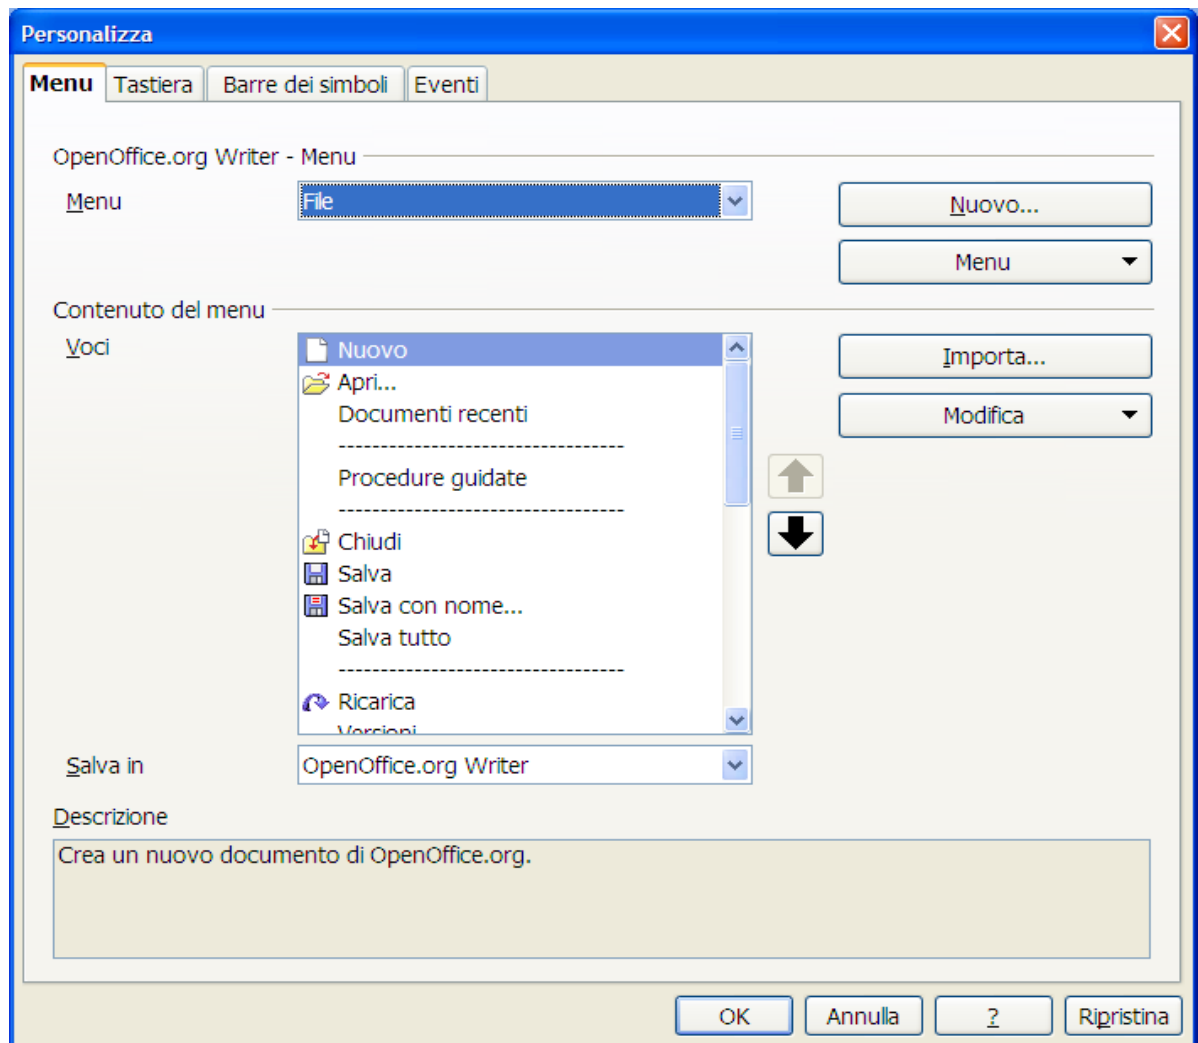 Personalizza
Menu Tastiera Barre dei simboli Eventi
OpenOffice.org Writer - Menu
Menu File Nuovo...
Menu
Contenuto del menu
Voci Nuovo Importa...
Apri...
Documenti recenti Modifica
----------------------------------
Procedure guidate
----------------------------------
Chiudi
Salva
Salva con nome...
Salva tutto
----------------------------------
Ricarica
Versioni
Salva in OpenOffice.org Writer
Descrizione
Crea un nuovo documento di OpenOffice.org.
OK Annulla ? Ripristina